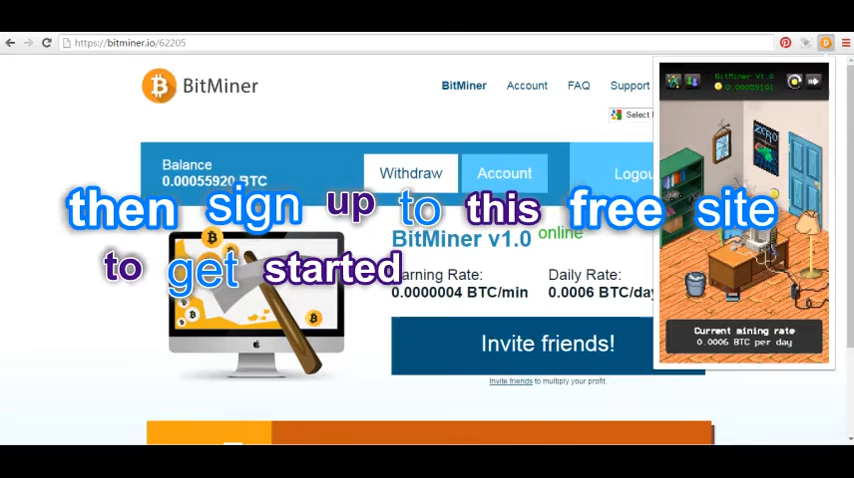 https://bitminer.io/62205
BitMiner
BitMiner Account FAQ Support
Select
Balance
0.00055920 BTC
Withdraw
Account
Logou
then sign up to this free site
to get started
BitMiner v1.0 online
Earning Rate: Daily Rate:
0.0000004 BTC/min 0.0006 BTC/day
Invite friends!
Invite friends to multiply your profit.
BitMiner V1.0
ZERO
Current mining rate
0.0006 BTC per day